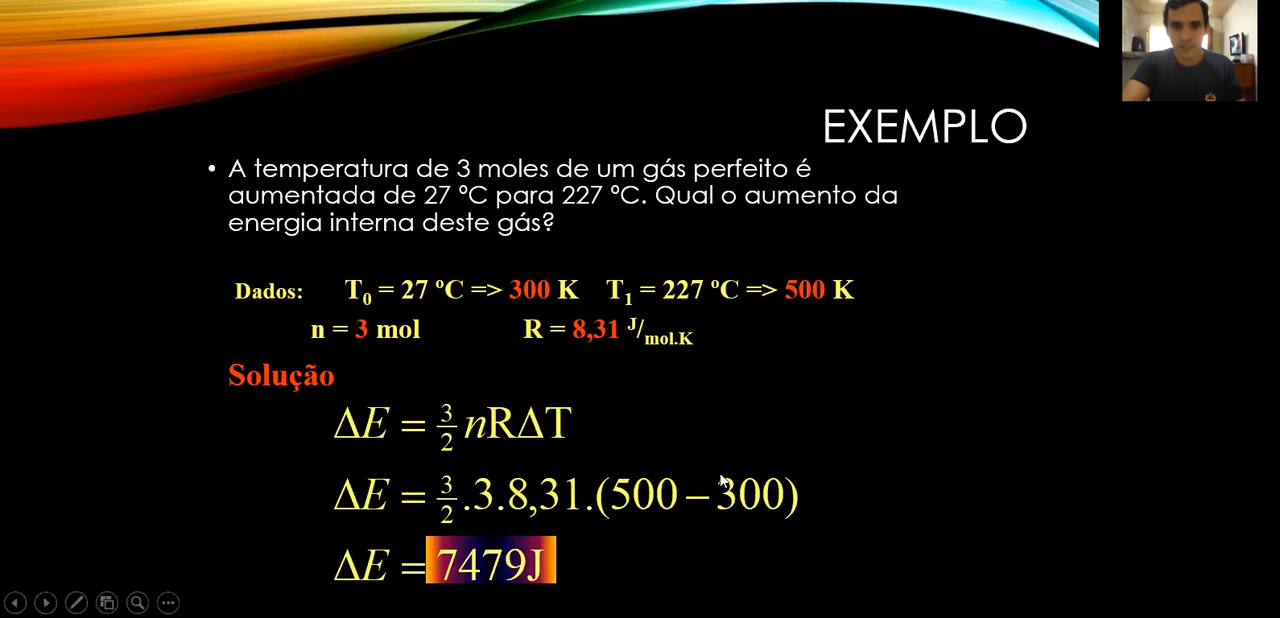 EXEMPLO
• A temperatura de 3 moles de um gás perfeito é
aumentada de 27 ºC para 227 ºC. Qual o aumento da
energia interna deste gás?
Dados: T₀ = 27 ºC => 300 K T₁ = 227 ºC => 500 K
n = 3 mol R = 8,31 J/mol.K
Solução
ΔE = 3/2 nRΔT
ΔE = 3/2 .3.8,31.(500 – 300)
ΔE = 7479J